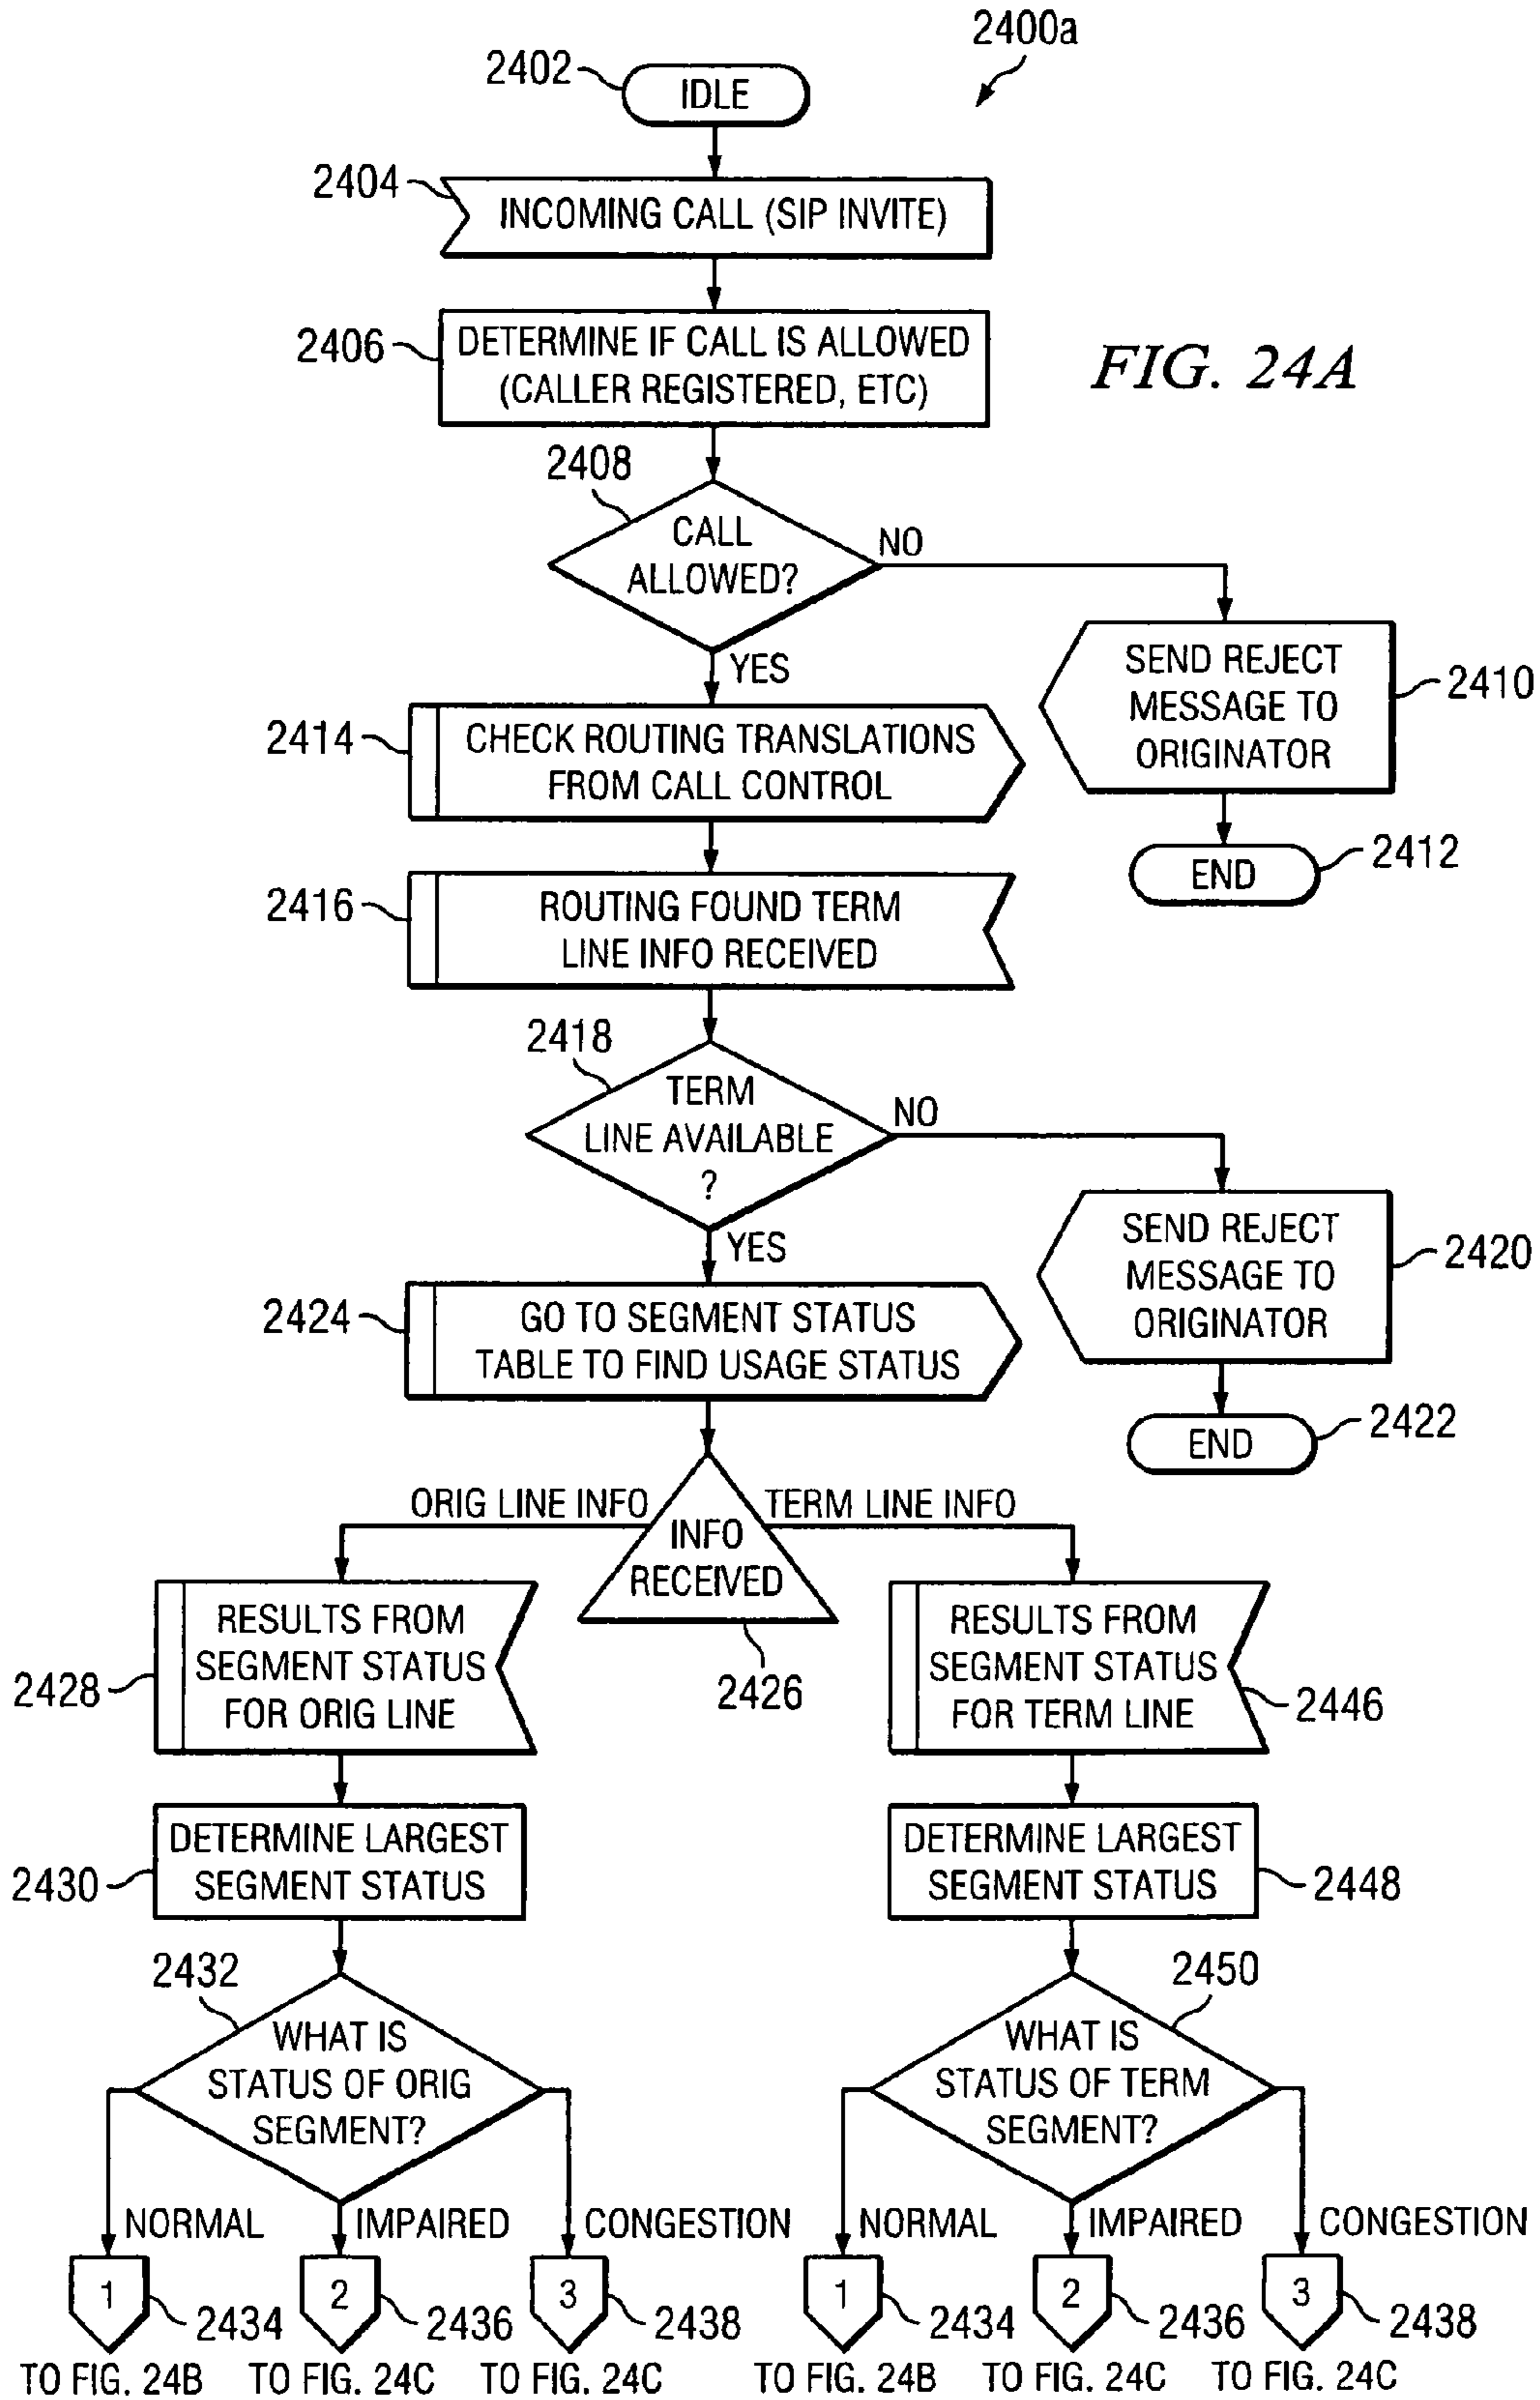 2400a
2402
IDLE
2404
INCOMING CALL (SIP INVITE)
2406
DETERMINE IF CALL IS ALLOWED
(CALLER REGISTERED, ETC)
FIG. 24A
2408
CALL
ALLOWED?
NO
YES
SEND REJECT
MESSAGE TO
ORIGINATOR
2410
2414
CHECK ROUTING TRANSLATIONS
FROM CALL CONTROL
END
2412
2416
ROUTING FOUND TERM
LINE INFO RECEIVED
2418
TERM
LINE AVAILABLE
?
NO
YES
SEND REJECT
MESSAGE TO
ORIGINATOR
2420
2424
GO TO SEGMENT STATUS
TABLE TO FIND USAGE STATUS
END
2422
ORIG LINE INFO
TERM LINE INFO
INFO
RECEIVED
2426
RESULTS FROM
SEGMENT STATUS
FOR ORIG LINE
2428
RESULTS FROM
SEGMENT STATUS
FOR TERM LINE
2446
DETERMINE LARGEST
SEGMENT STATUS
2430
DETERMINE LARGEST
SEGMENT STATUS
2448
2432
WHAT IS
STATUS OF ORIG
SEGMENT?
2450
WHAT IS
STATUS OF TERM
SEGMENT?
NORMAL
IMPAIRED
CONGESTION
NORMAL
IMPAIRED
CONGESTION
1
2434
2
2436
3
2438
1
2434
2
2436
3
2438
TO FIG. 24B
TO FIG. 24C
TO FIG. 24C
TO FIG. 24B
TO FIG. 24C
TO FIG. 24C